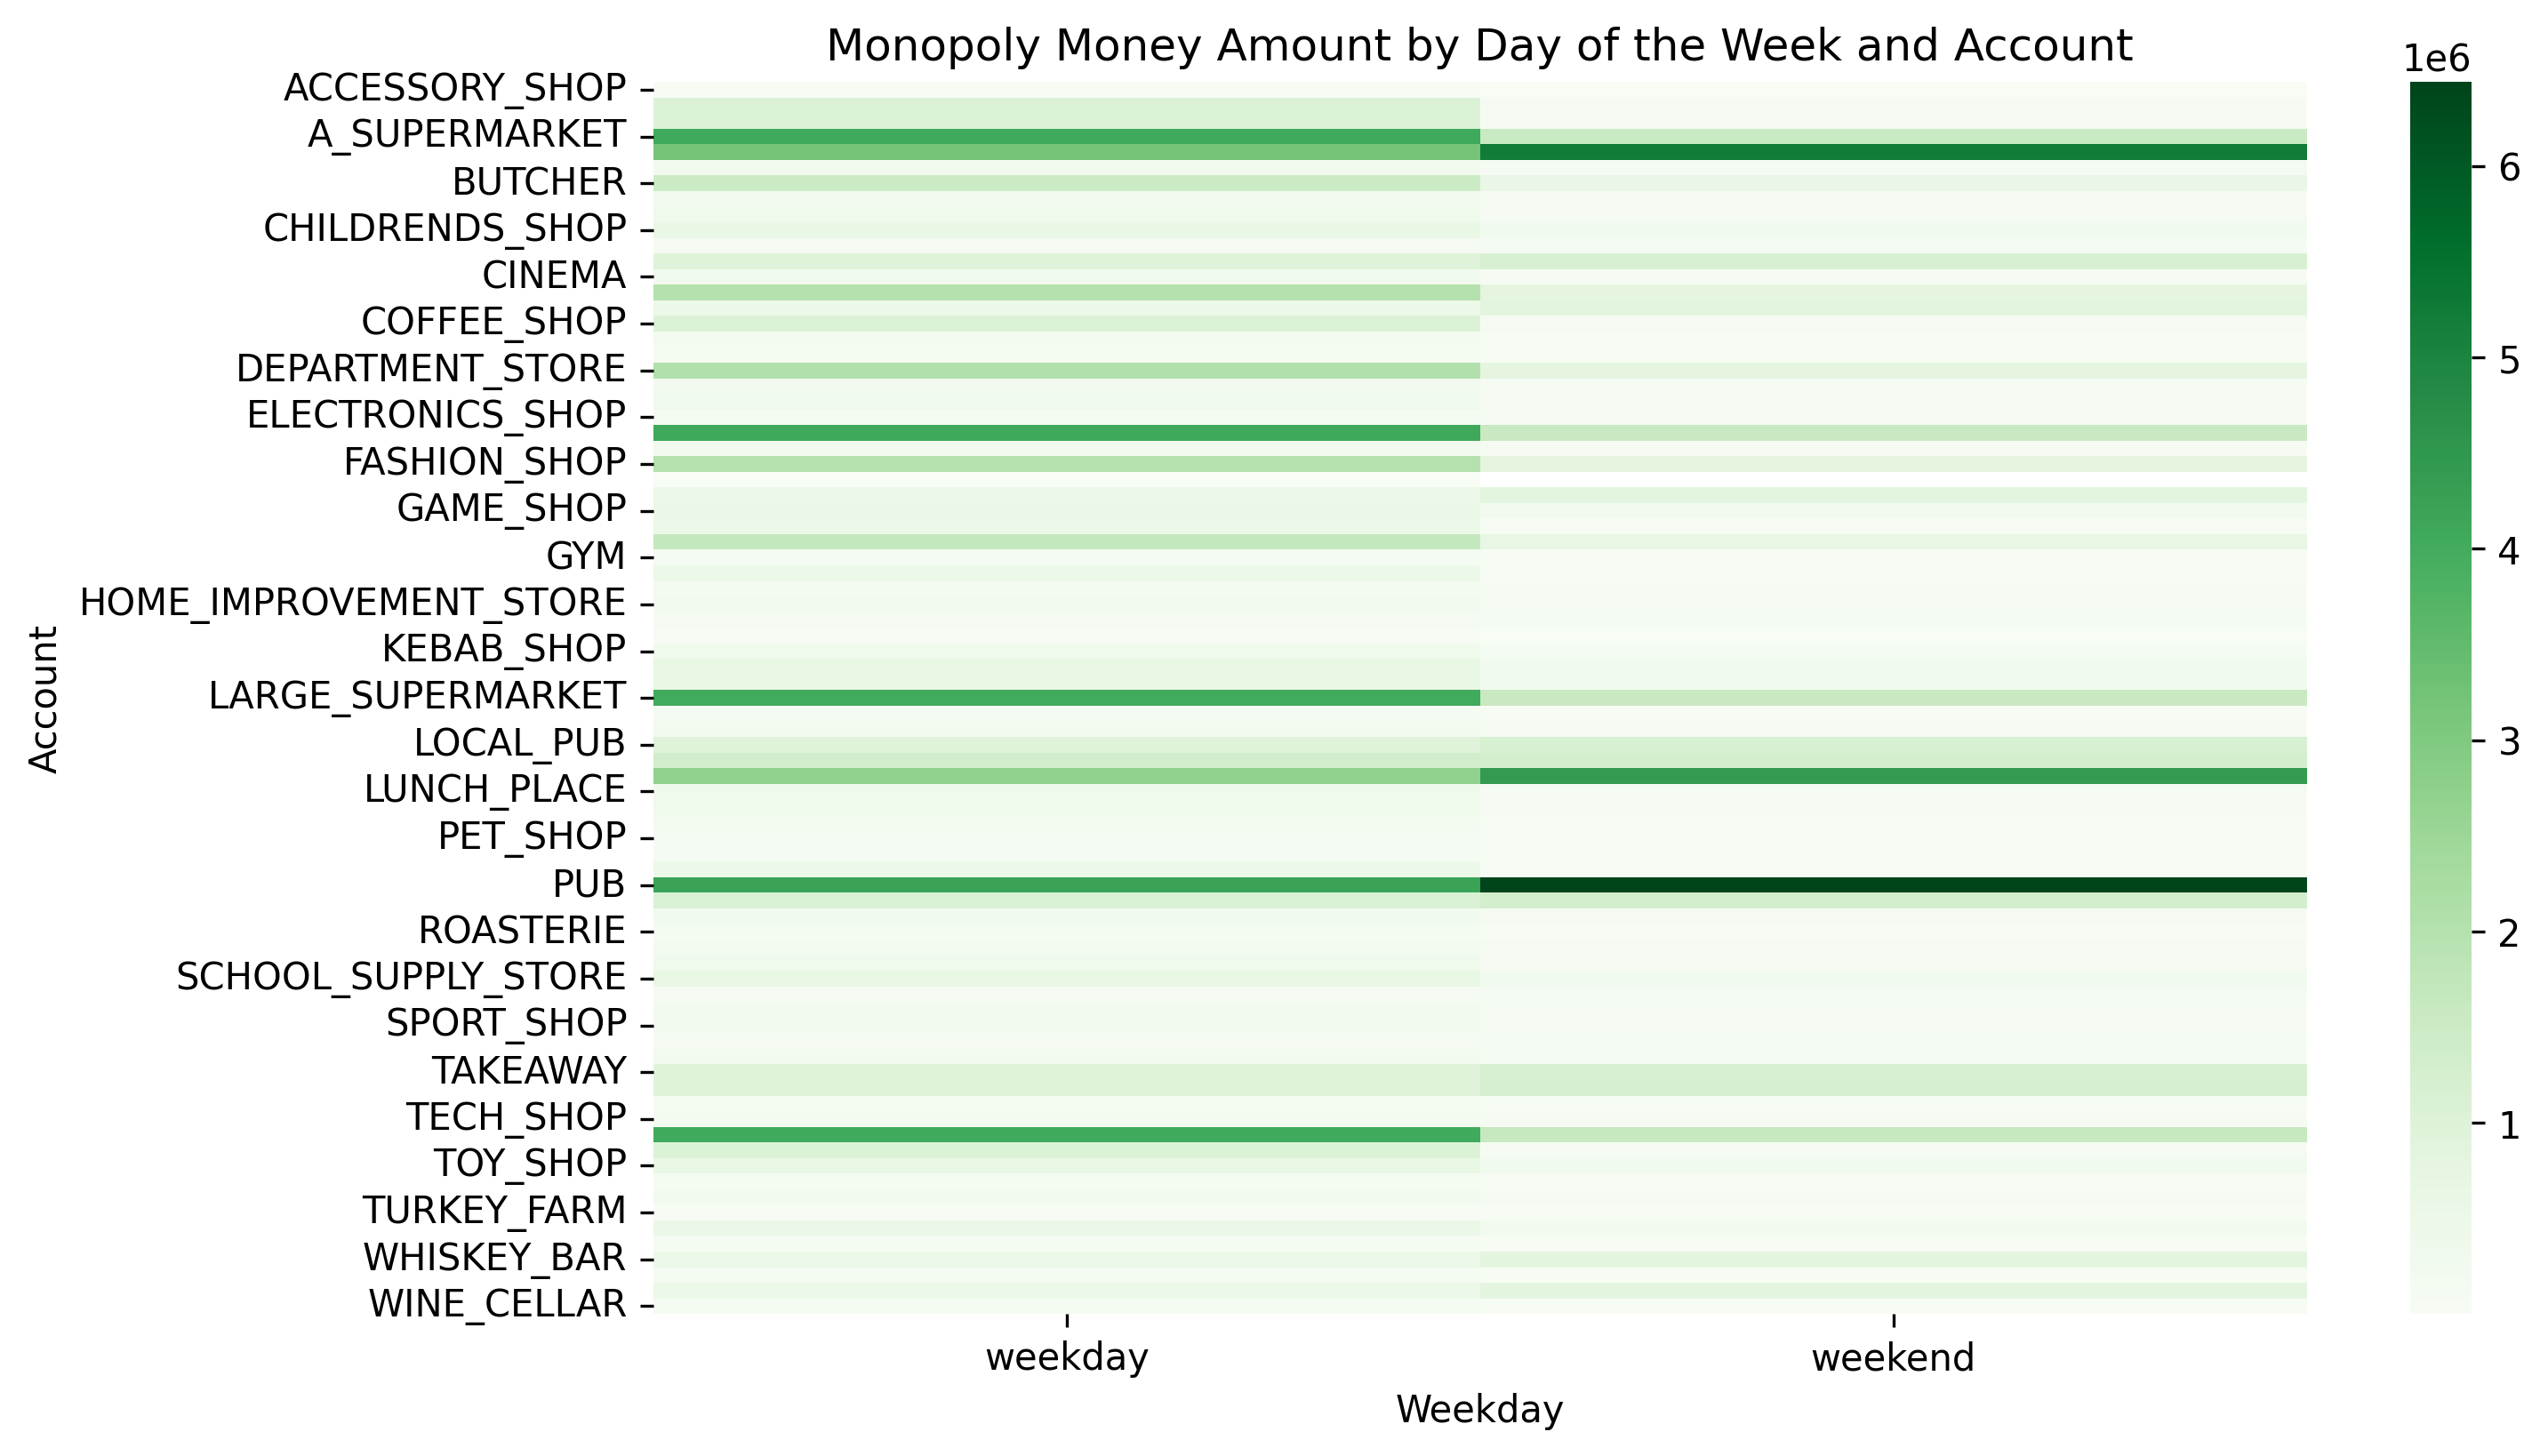 Monopoly Money Amount by Day of the Week and Account
1e6
ACCESSORY_SHOP
A_SUPERMARKET
BUTCHER
CHILDRENDS_SHOP
CINEMA
COFFEE_SHOP
DEPARTMENT_STORE
ELECTRONICS_SHOP
FASHION_SHOP
GAME_SHOP
GYM
HOME_IMPROVEMENT_STORE
KEBAB_SHOP
LARGE_SUPERMARKET
LOCAL_PUB
LUNCH_PLACE
PET_SHOP
PUB
ROASTERIE
SCHOOL_SUPPLY_STORE
SPORT_SHOP
TAKEAWAY
TECH_SHOP
TOY_SHOP
TURKEY_FARM
WHISKEY_BAR
WINE_CELLAR
Account
weekday
weekend
Weekday
6
5
4
3
2
1